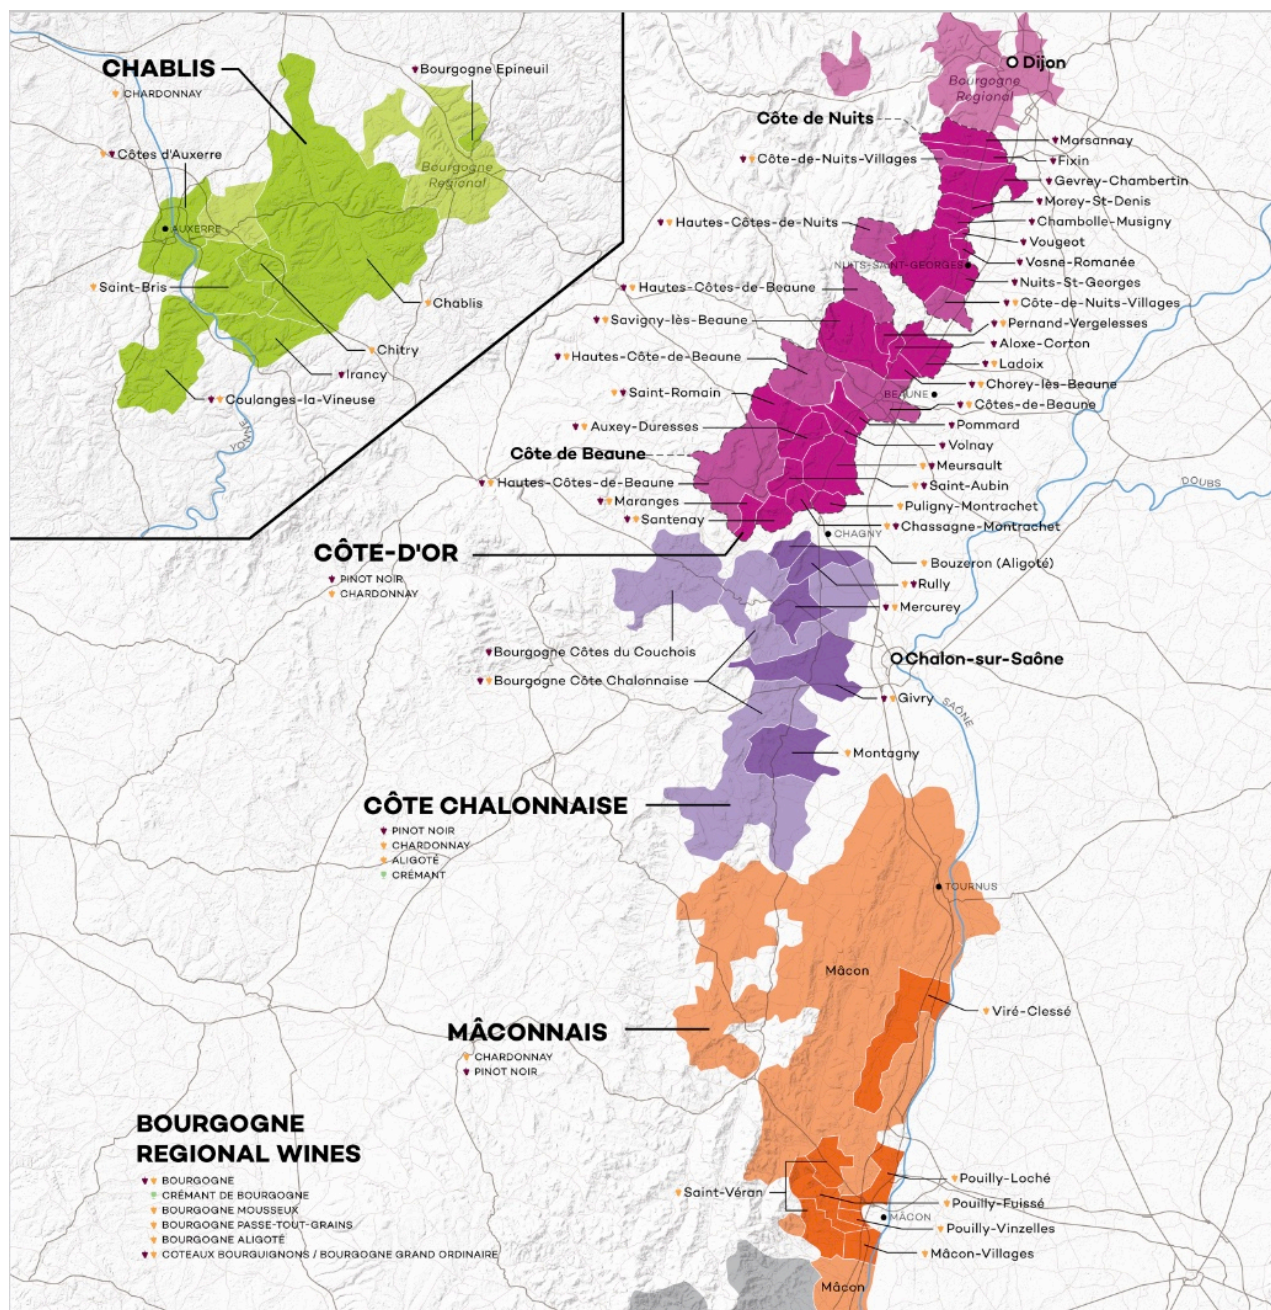 CHABLIS
CHARDONNAY
Bourgogne Epineuil
Côtes d'Auxerre
Bourgogne
Regional
AUXERRE
Saint-Bris
Chablis
Chitry
Irancy
Coulanges-la-Vineuse
YONNE
Dijon
Bourgogne
Regional
Côte de Nuits
Marsannay
Côte-de-Nuits-Villages
Fixin
Gevrey-Chambertin
Morey-St-Denis
Hautes-Côtes-de-Nuits
Chambolle-Musigny
Vougeot
NUITS-SAINT-GEORGES
Vosne-Romanée
Nuits-St-Georges
Hautes-Côtes-de-Beaune
Côte-de-Nuits-Villages
Savigny-lès-Beaune
Pernand-Vergelesses
Aloxe-Corton
Hautes-Côte-de-Beaune
Ladoix
Chorey-lès-Beaune
Saint-Romain
BEAUNE
Côtes-de-Beaune
Auxey-Duresses
Pommard
Volnay
Côte de Beaune
Meursault
Hautes-Côtes-de-Beaune
Saint-Aubin
DOUBS
Maranges
Puligny-Montrachet
Santenay
Chassagne-Montrachet
CHAGNY
CÔTE-D'OR
PINOT NOIR
CHARDONNAY
Bouzeron (Aligoté)
Rully
Mercurey
Bourgogne Côtes du Couchois
Chalon-sur-Saône
Bourgogne Côte Chalonnaise
Givry
SAÔNE
Montagny
CÔTE CHALONNAISE
PINOT NOIR
CHARDONNAY
ALIGOTÉ
CRÉMANT
TOURNUS
Mâcon
Viré-Clessé
MÂCONNAIS
CHARDONNAY
PINOT NOIR
BOURGOGNE
REGIONAL WINES
BOURGOGNE
CRÉMANT DE BOURGOGNE
BOURGOGNE MOUSSEUX
BOURGOGNE PASSE-TOUT-GRAINS
BOURGOGNE ALIGOTÉ
COTEAUX BOURGUIGNONS / BOURGOGNE GRAND ORDINAIRE
Pouilly-Loché
Saint-Véran
Pouilly-Fuissé
MÂCON
Pouilly-Vinzelles
Mâcon-Villages
Mâcon